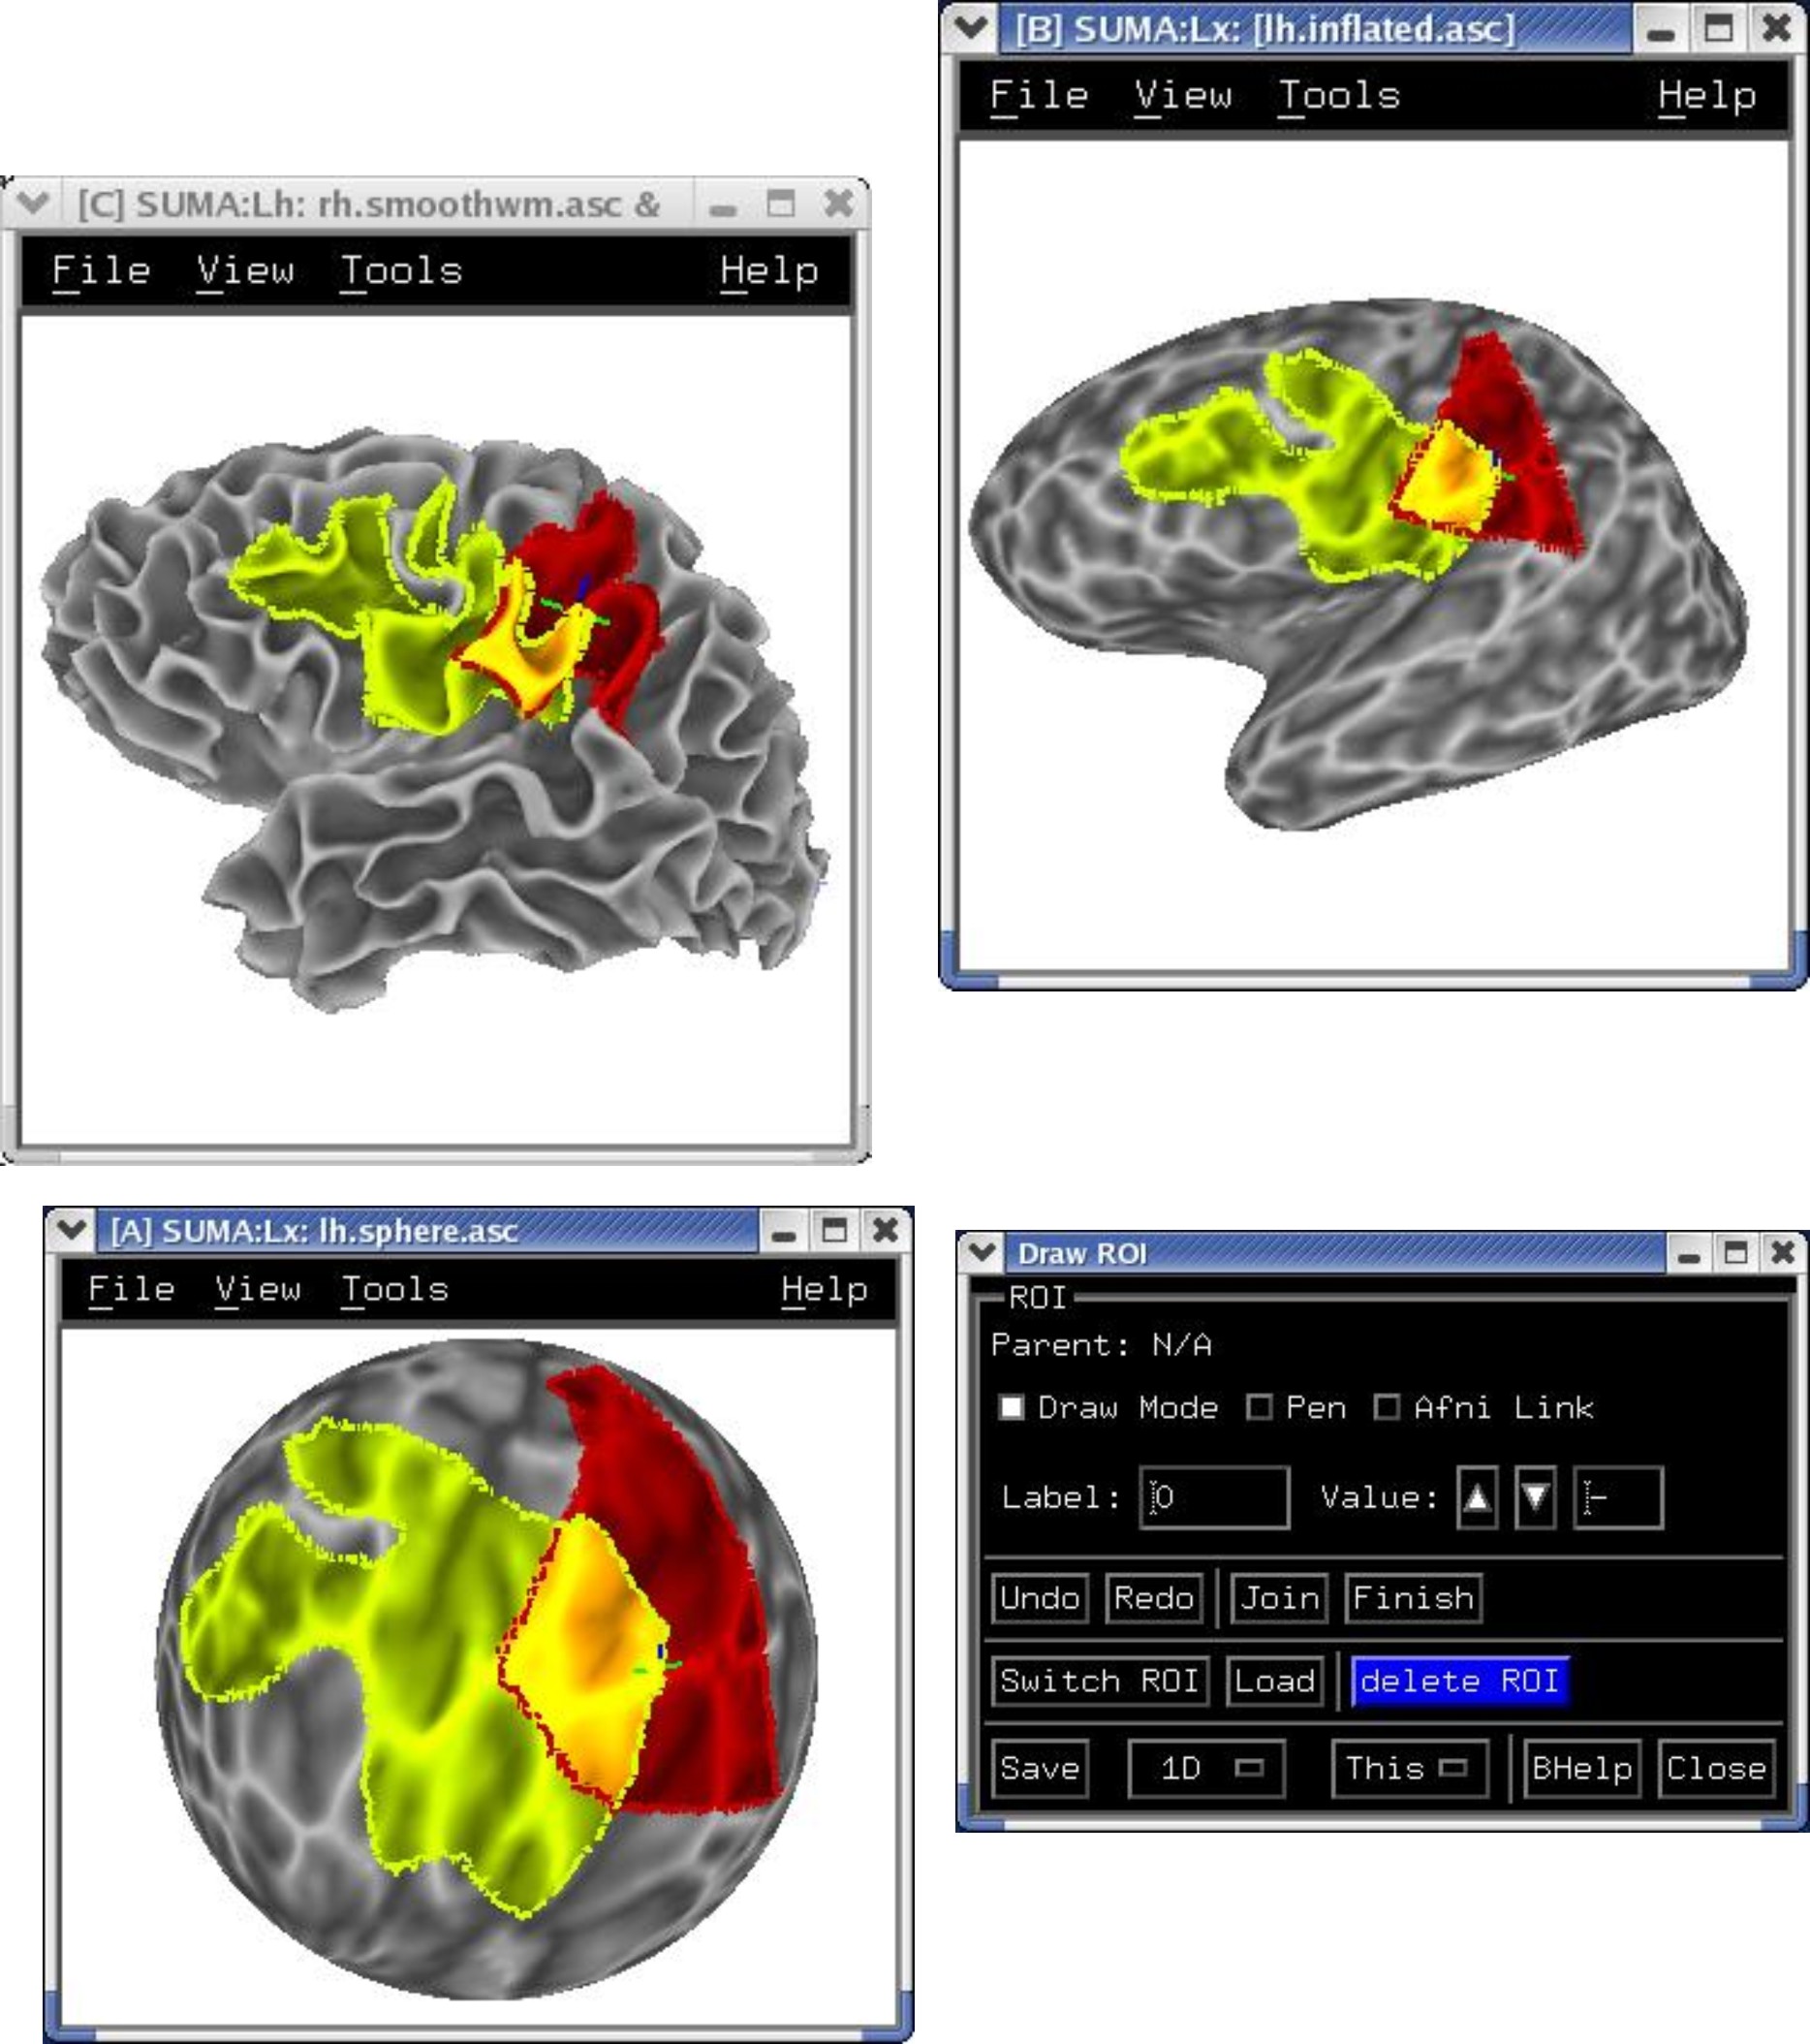 [B] SUMA:Lx: [lh.inflated.asc]
File View Tools Help
[C] SUMA:Lh: rh.smoothwm.asc &
File View Tools Help
[A] SUMA:Lx: lh.sphere.asc
File View Tools Help
Draw ROI
ROI
Parent: N/A
Draw Mode Pen Afni Link
Label: 0 Value: -
Undo Redo Join Finish
Switch ROI Load delete ROI
Save 1D This BHelp Close